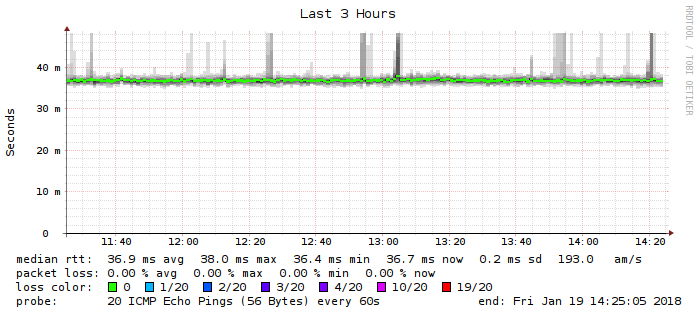 Last 3 Hours
RRDTOOL / TOBI OETIKER
Seconds
40 m
30 m
20 m
10 m
0
11:40 12:00 12:20 12:40 13:00 13:20 13:40 14:00 14:20
median rtt: 36.9 ms avg 38.0 ms max 36.4 ms min 36.7 ms now 0.2 ms sd 193.0 am/s
packet loss: 0.00 % avg 0.00 % max 0.00 % min 0.00 % now
loss color: 0 1/20 2/20 3/20 4/20 10/20 19/20
probe: 20 ICMP Echo Pings (56 Bytes) every 60s end: Fri Jan 19 14:25:05 2018